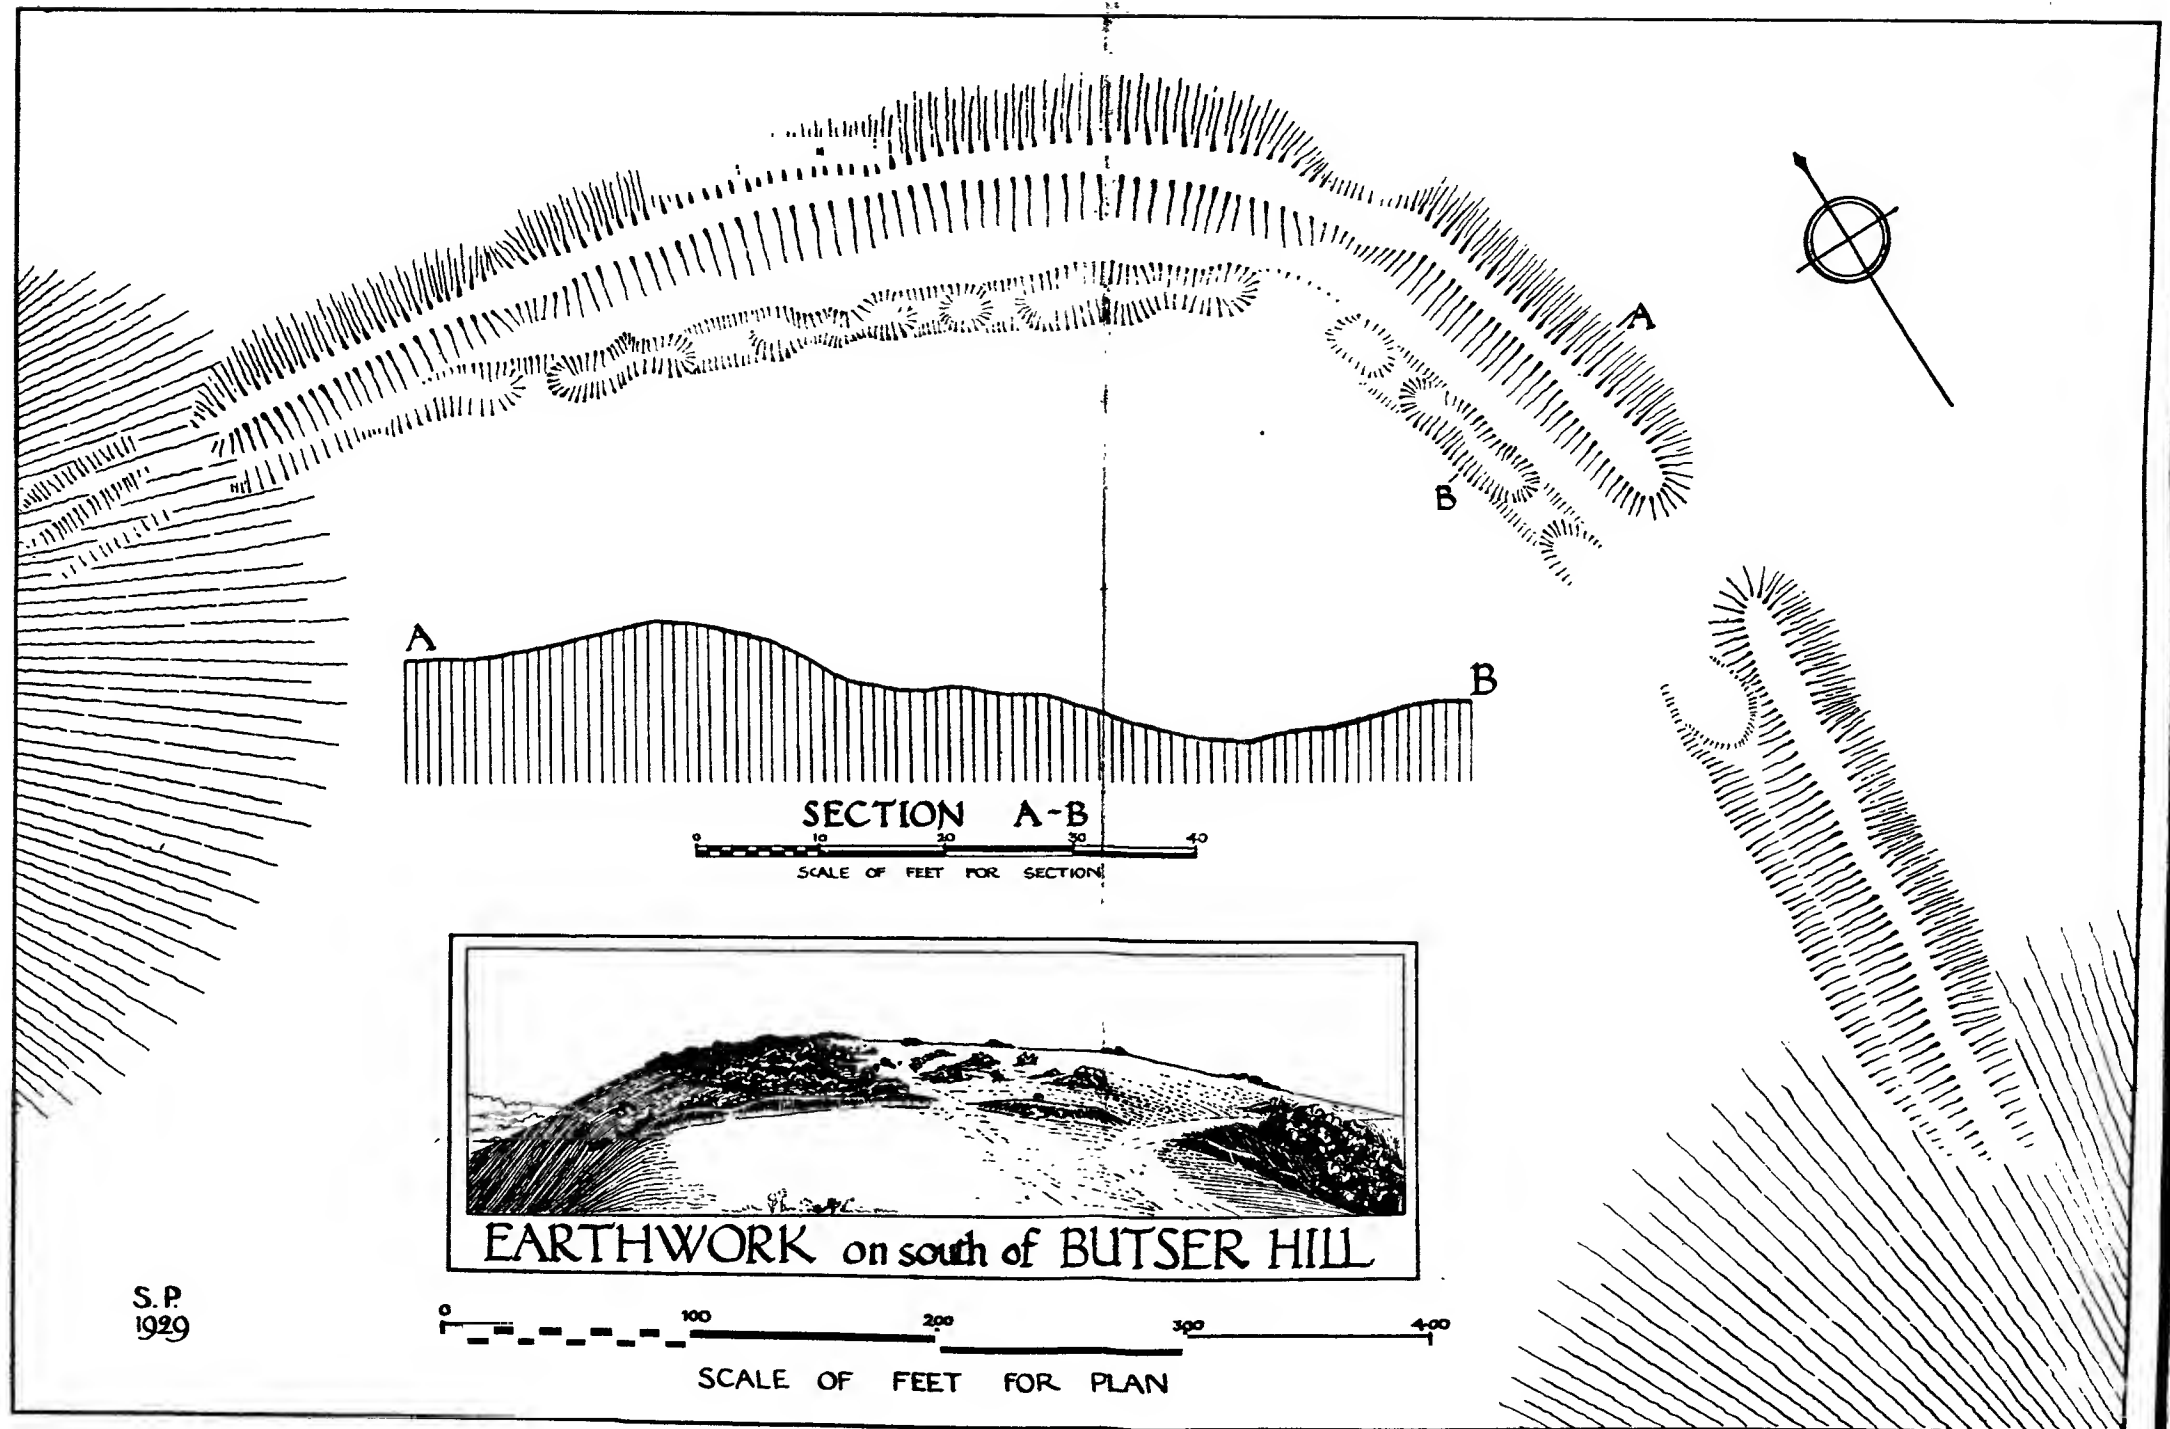 A
B
A
B
SECTION A-B
0 10 20 30 40
SCALE OF FEET FOR SECTION
EARTHWORK on south of BUTSER HILL
S.P.
1929
0 100 200 300 400
SCALE OF FEET FOR PLAN